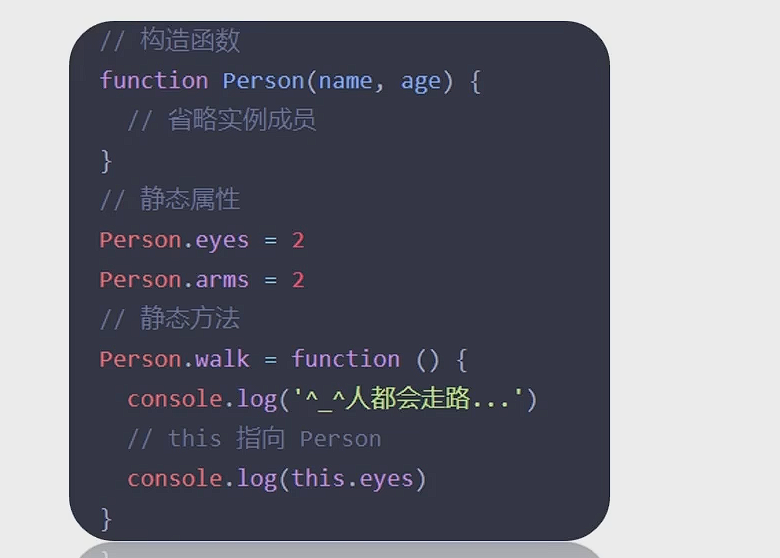 // 构造函数
function Person(name, age) {
  // 省略实例成员
}
// 静态属性
Person.eyes = 2
Person.arms = 2
// 静态方法
Person.walk = function () {
  console.log('^_^人都会走路...')
  // this 指向 Person
  console.log(this.eyes)
}